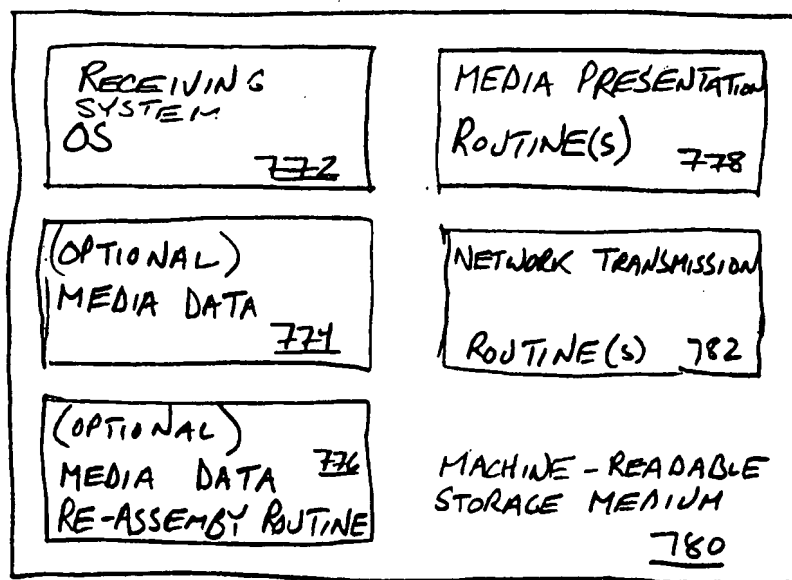 RECEIVING
SYSTEM
OS
772
(OPTIONAL)
MEDIA DATA
774
(OPTIONAL)
776
MEDIA DATA
RE-ASSEMBY ROUTINE
MEDIA PRESENTATION
ROUTINE(S) 778
NETWORK TRANSMISSION
ROUTINE(S) 782
MACHINE-READABLE
STORAGE MEDIUM
780